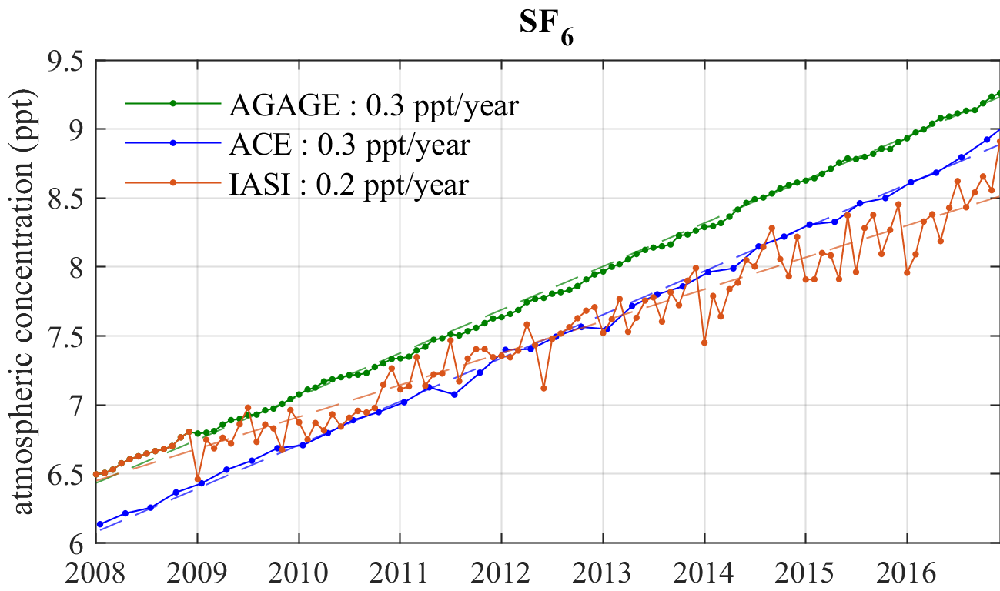 SF6
atmospheric concentration (ppt)
9.5
9
8.5
8
7.5
7
6.5
6
AGAGE : 0.3 ppt/year
ACE : 0.3 ppt/year
IASI : 0.2 ppt/year
2008 2009 2010 2011 2012 2013 2014 2015 2016